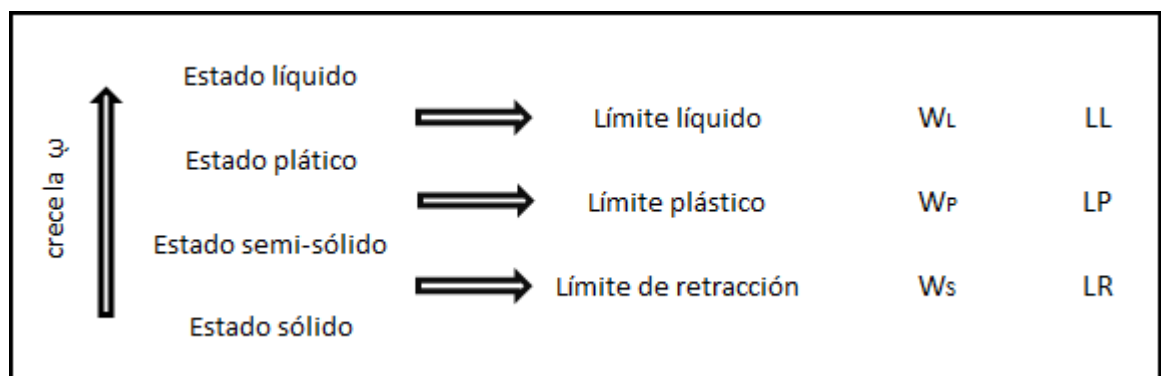 Estado líquido
Límite líquido WL LL
Estado plático
Límite plástico WP LP
Estado semi-sólido
Límite de retracción WS LR
Estado sólido
crece la ω